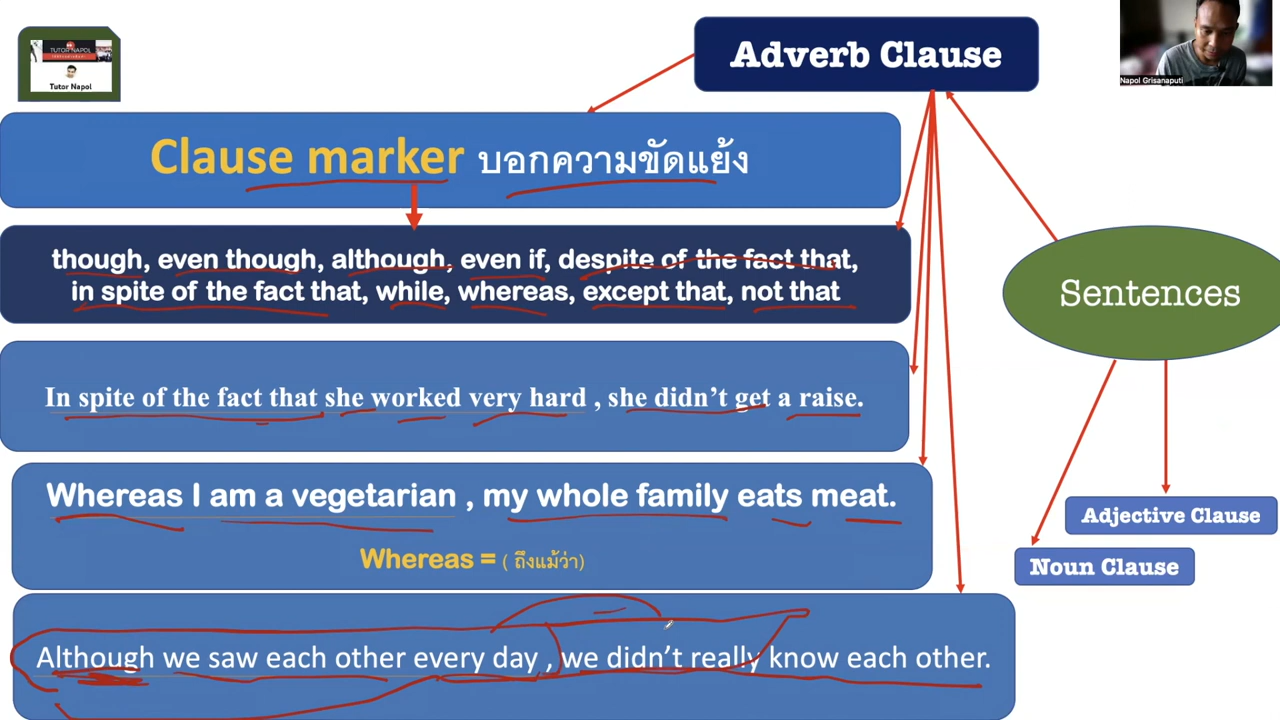 TUTOR NAPOL
Tutor Napol
Adverb Clause
Napol Grisanaputi
Clause marker บอกความขัดแย้ง
though, even though, although, even if, despite of the fact that,
in spite of the fact that, while, whereas, except that, not that
Sentences
In spite of the fact that she worked very hard , she didn't get a raise.
Whereas I am a vegetarian , my whole family eats meat.
Whereas = ( ถึงแม้ว่า)
Adjective Clause
Noun Clause
Although we saw each other every day , we didn't really know each other.